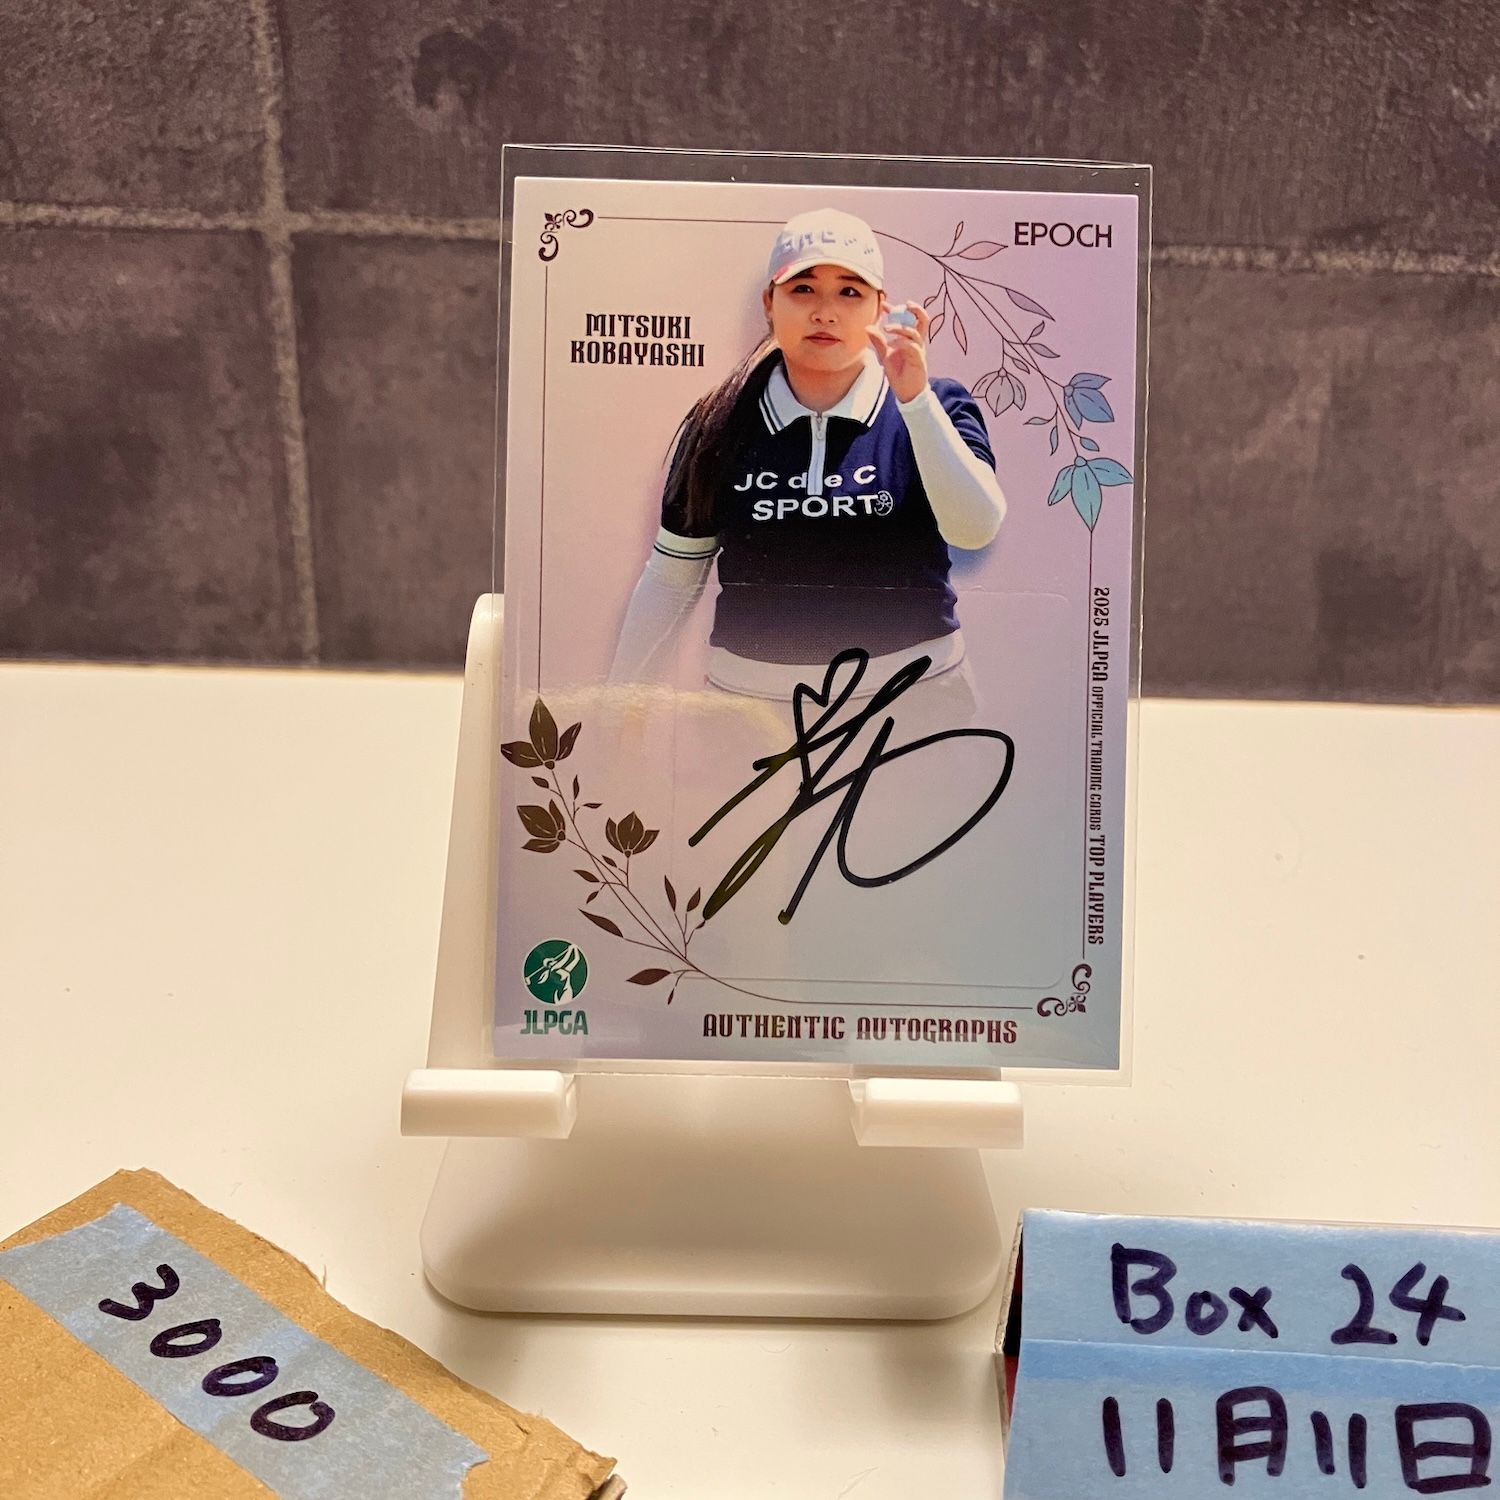 EPOCH
MITSUKI
KOBAYASHI
JC de C
SPORT
2025 JLPGA OFFICIAL TRADING CARDS TOP PLAYERS
JLPGA
AUTHENTIC AUTOGRAPHS
3000
Box 24
11月11日